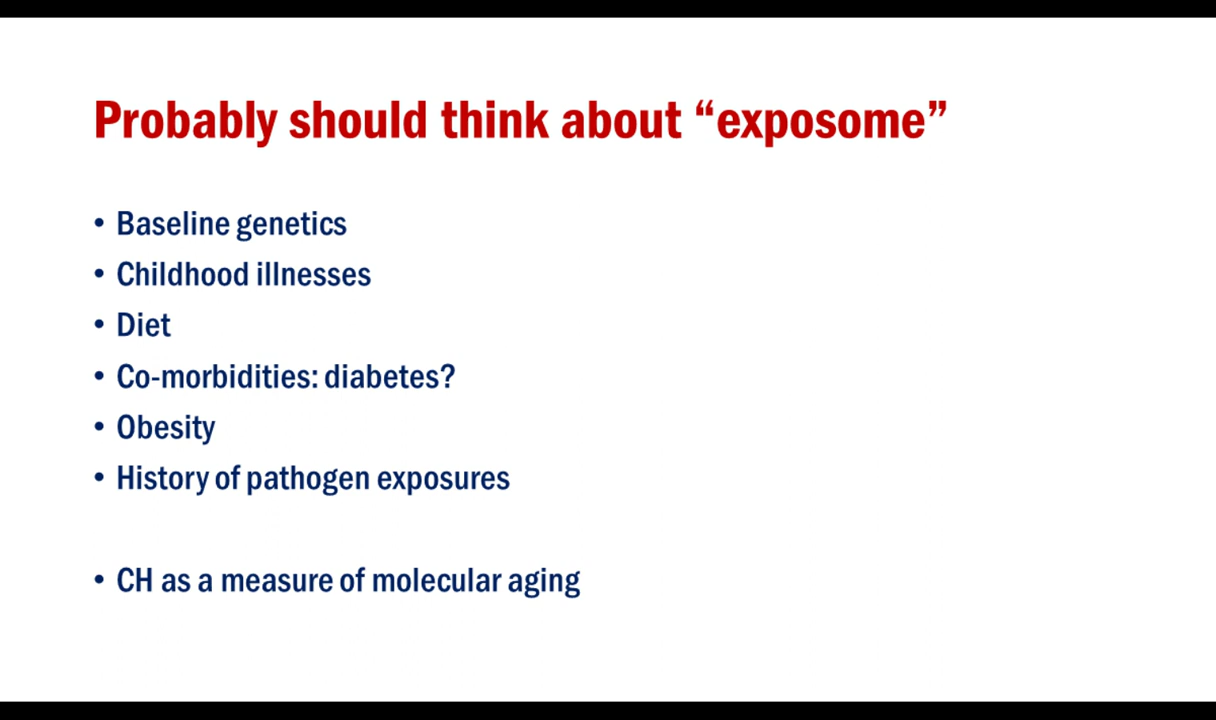 Probably should think about “exposome”
• Baseline genetics
• Childhood illnesses
• Diet
• Co-morbidities: diabetes?
• Obesity
• History of pathogen exposures
• CH as a measure of molecular aging